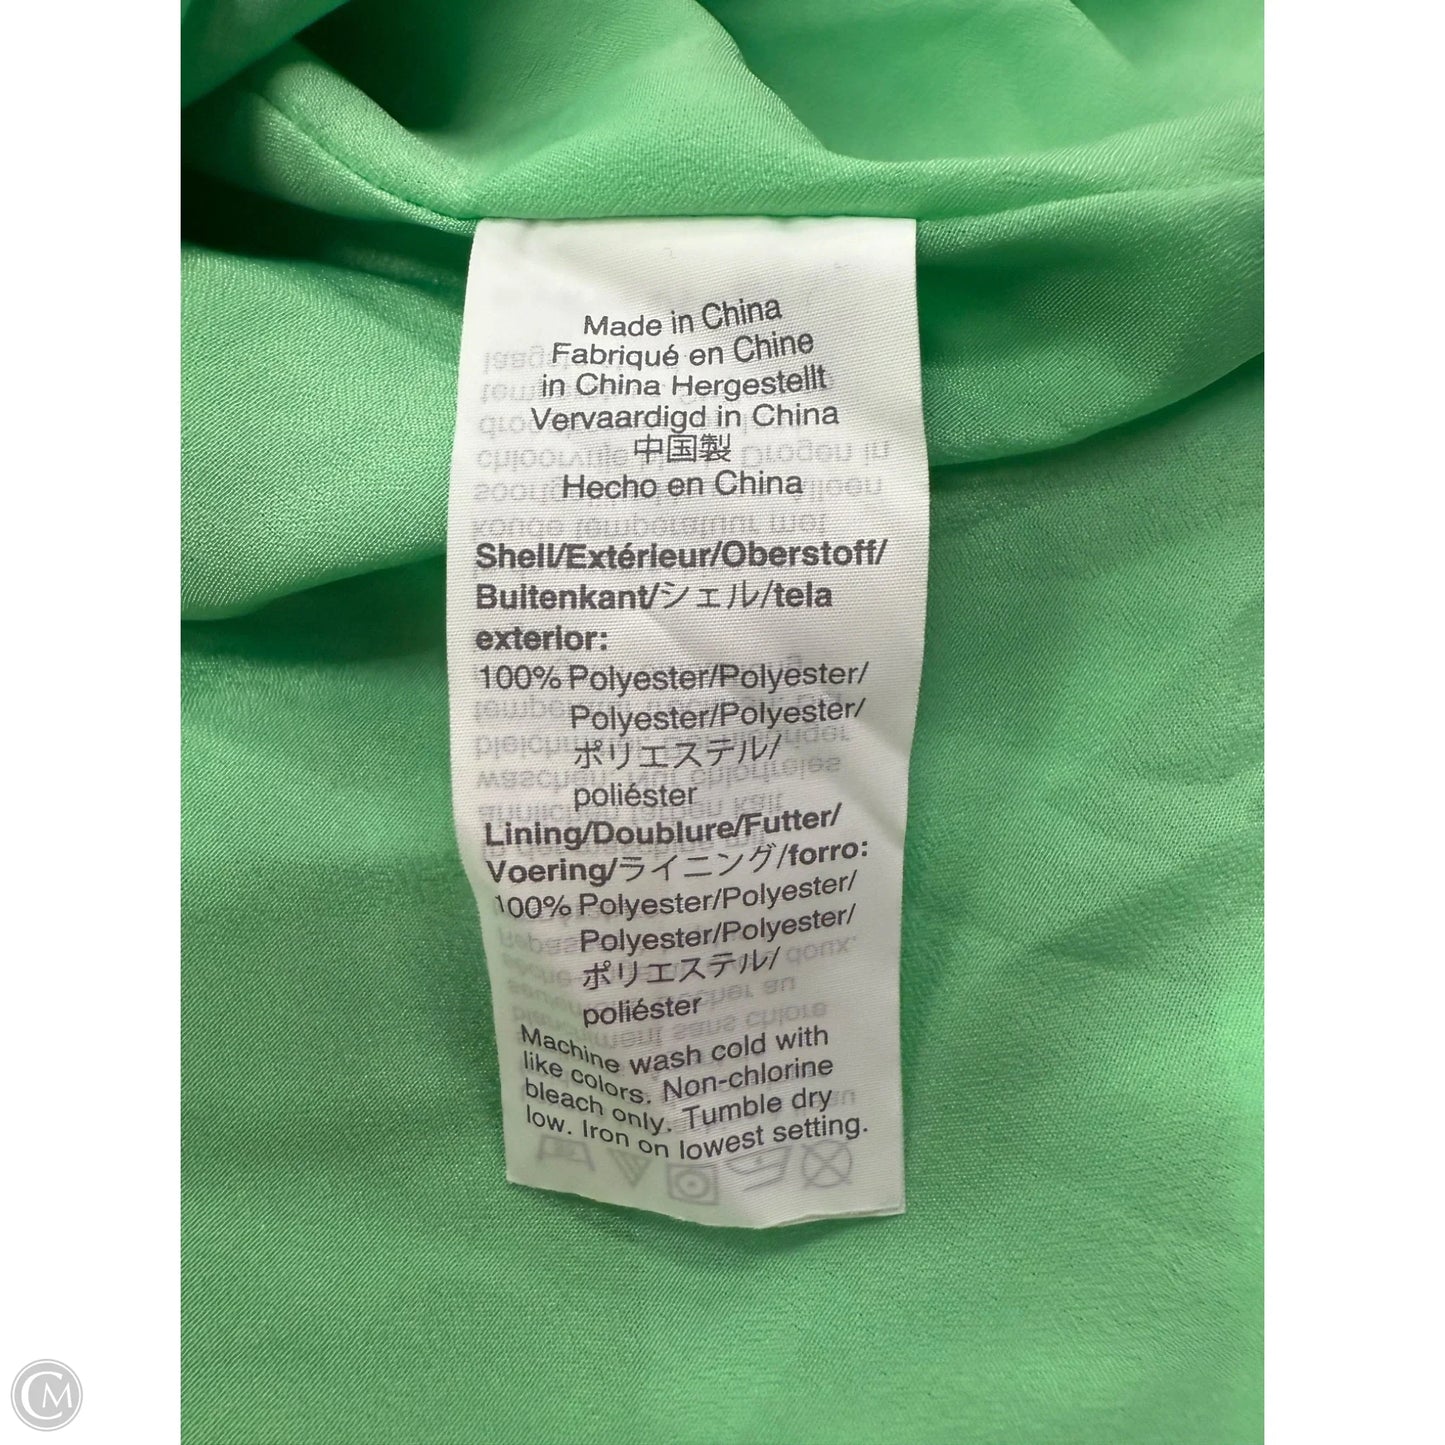 Made in China
Fabriqué en Chine
in China Hergestellt
Vervaardigd in China
中国製
Hecho en China
Shell/Extérieur/Oberstoff/
Buitenkant/シェル/tela
exterior:
100% Polyester/Polyester/
Polyester/Polyester/
ポリエステル/
poliéster
Lining/Doublure/Futter/
Voering/ライニング/forro:
100% Polyester/Polyester/
Polyester/Polyester/
ポリエステル/
poliéster
Machine wash cold with
like colors. Non-chlorine
bleach only. Tumble dry
low. Iron on lowest setting.
CM